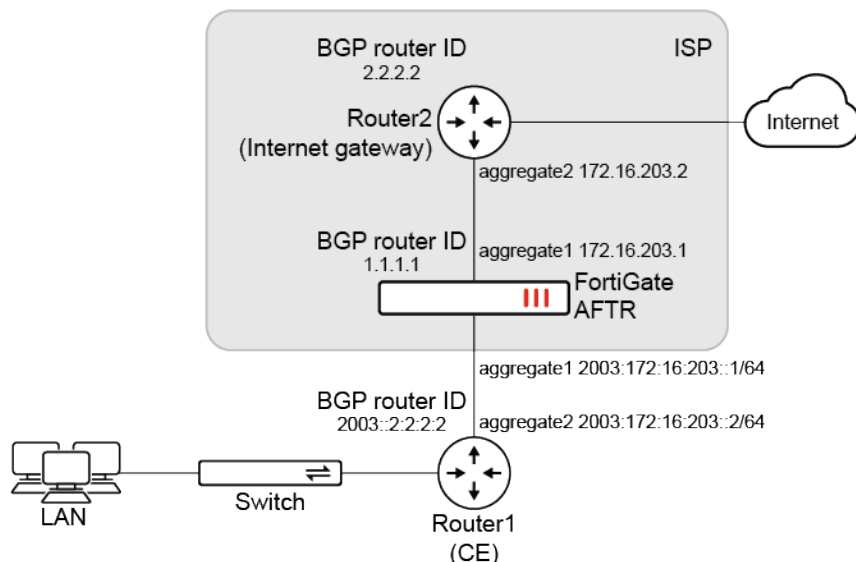 BGP router ID
2.2.2.2
ISP
Router2
(Internet gateway)
Internet
aggregate2 172.16.203.2
BGP router ID
1.1.1.1
aggregate1 172.16.203.1
FortiGate
AFTR
aggregate1 2003:172:16:203::1/64
BGP router ID
2003::2:2:2:2
aggregate2 2003:172:16:203::2/64
LAN
Switch
Router1
(CE)